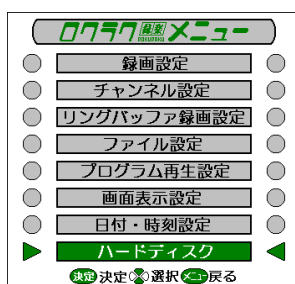 ロクラク 録楽 ROKURAKU メニュー
録画設定
チャンネル設定
リングバッファ録画設定
ファイル設定
プログラム再生設定
画面表示設定
日付・時刻設定
ハードディスク
決定 決定 選択 メニュー 戻る